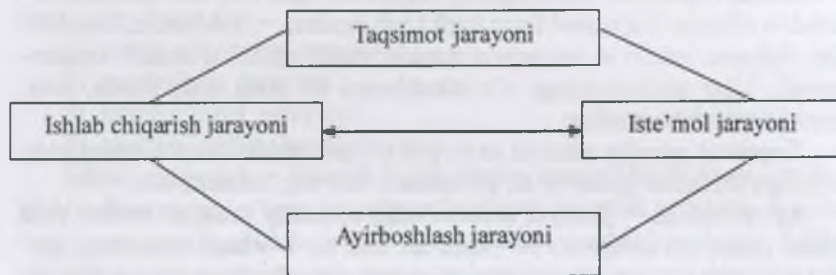 Taqsimot jarayoni
Ishlab chiqarish jarayoni
Iste'mol jarayoni
Ayirboshlash jarayoni